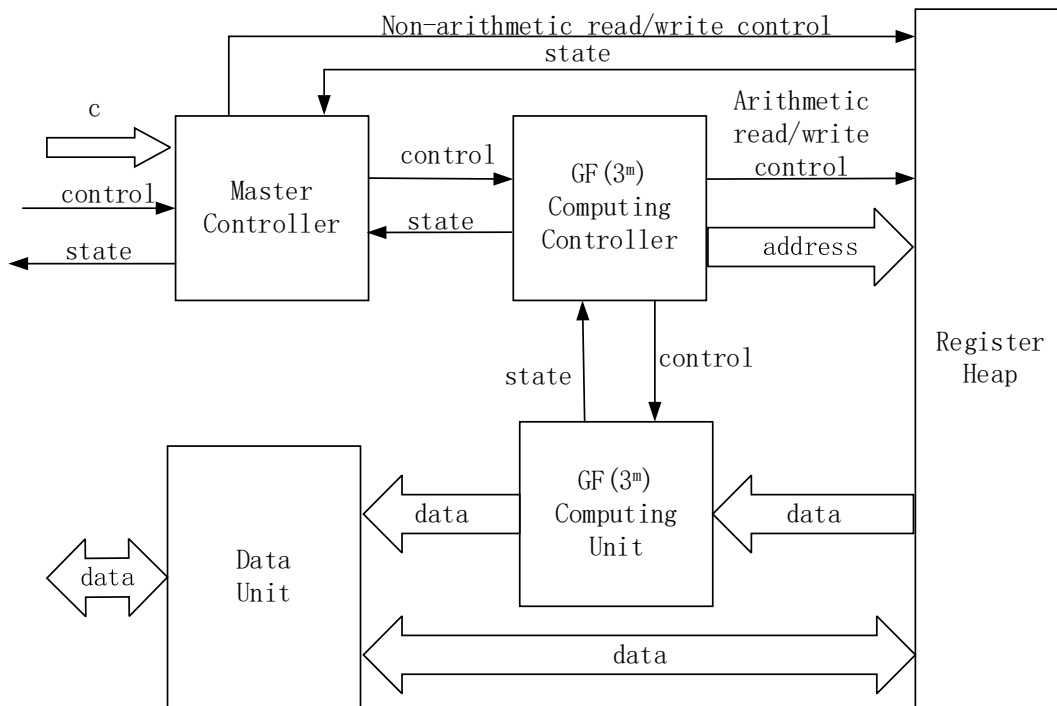 Non-arithmetic read/write control
state
c
control
state
Master
Controller
control
state
GF(3ᵐ)
Computing
Controller
Arithmetic
read/write
control
address
Register
Heap
state
control
GF(3ᵐ)
Computing
Unit
data
data
data
Data
Unit
data